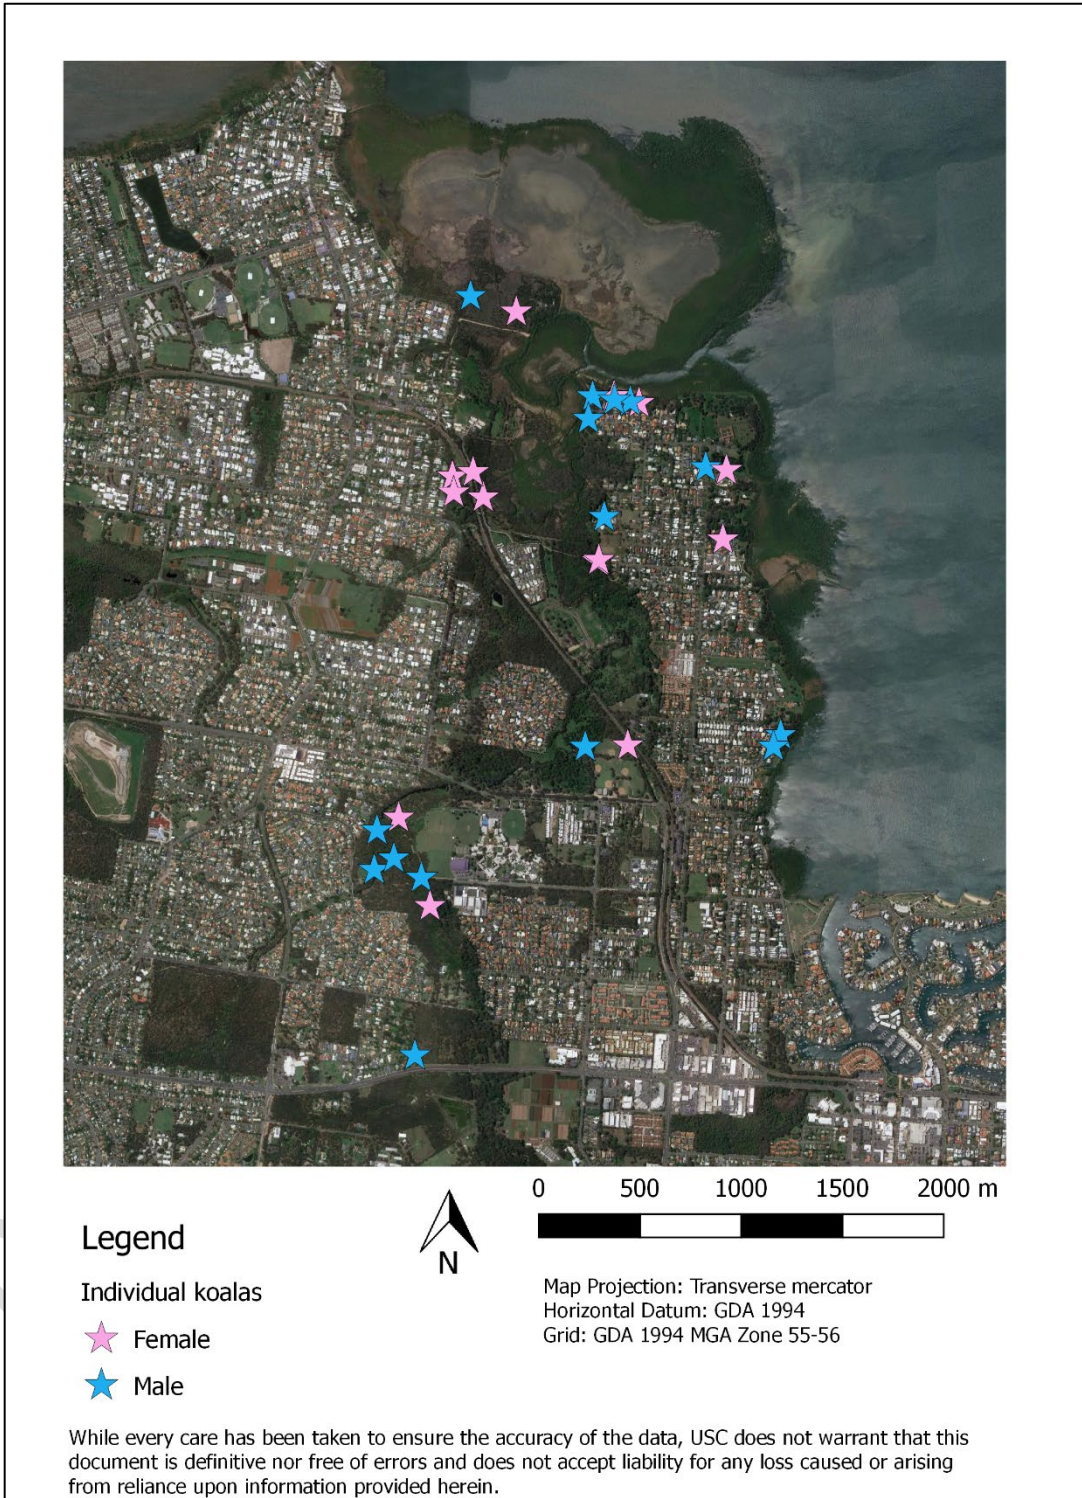 0 500 1000 1500 2000 m
Legend
N
Individual koalas
Female
Male
Map Projection: Transverse mercator
Horizontal Datum: GDA 1994
Grid: GDA 1994 MGA Zone 55-56
While every care has been taken to ensure the accuracy of the data, USC does not warrant that this
document is definitive nor free of errors and does not accept liability for any loss caused or arising
from reliance upon information provided herein.